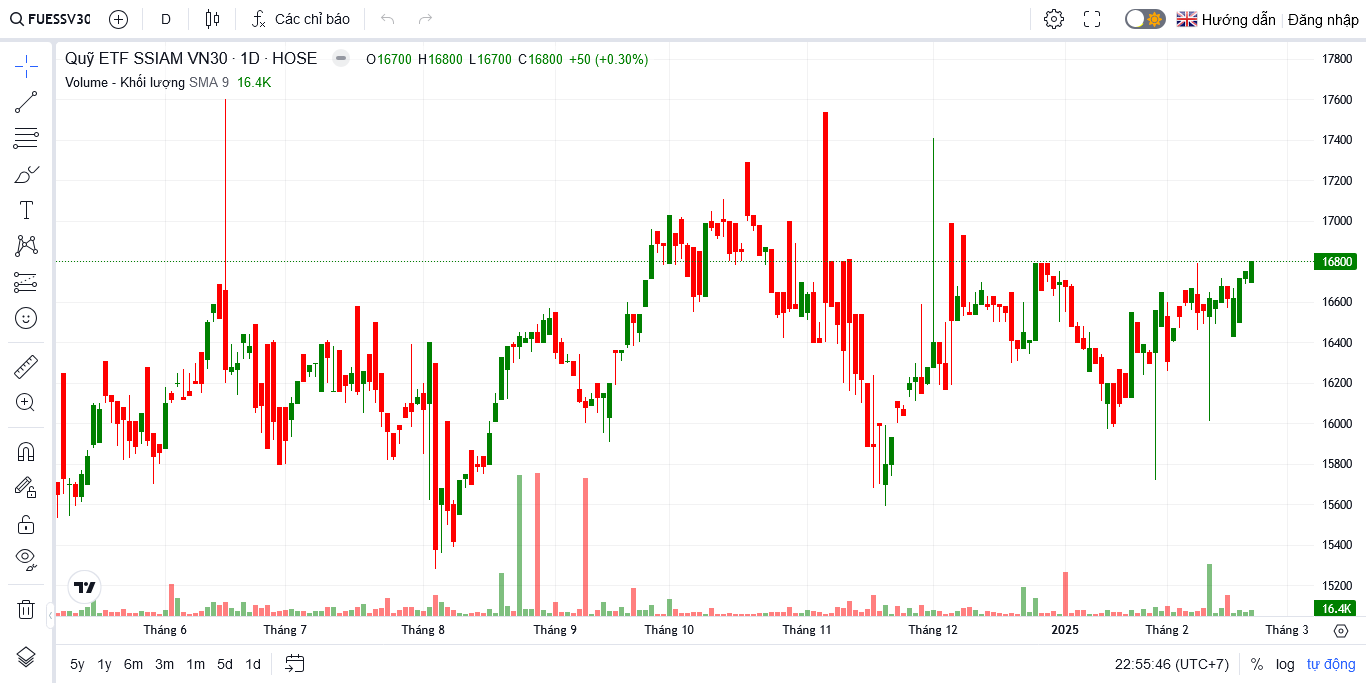 FUESSV30 D Các chỉ báo Hướng dẫn Đăng nhập
Quỹ ETF SSIAM VN30 · 1D · HOSE O16700 H16800 L16700 C16800 +50 (+0.30%)
Volume - Khối lượng SMA 9 16.4K
17800
17600
17400
17200
17000
16800
16600
16400
16200
16000
15800
15600
15400
15200
16.4K
Tháng 6 Tháng 7 Tháng 8 Tháng 9 Tháng 10 Tháng 11 Tháng 12 2025 Tháng 2 Tháng 3
5y 1y 6m 3m 1m 5d 1d 22:55:46 (UTC+7) % log tự động